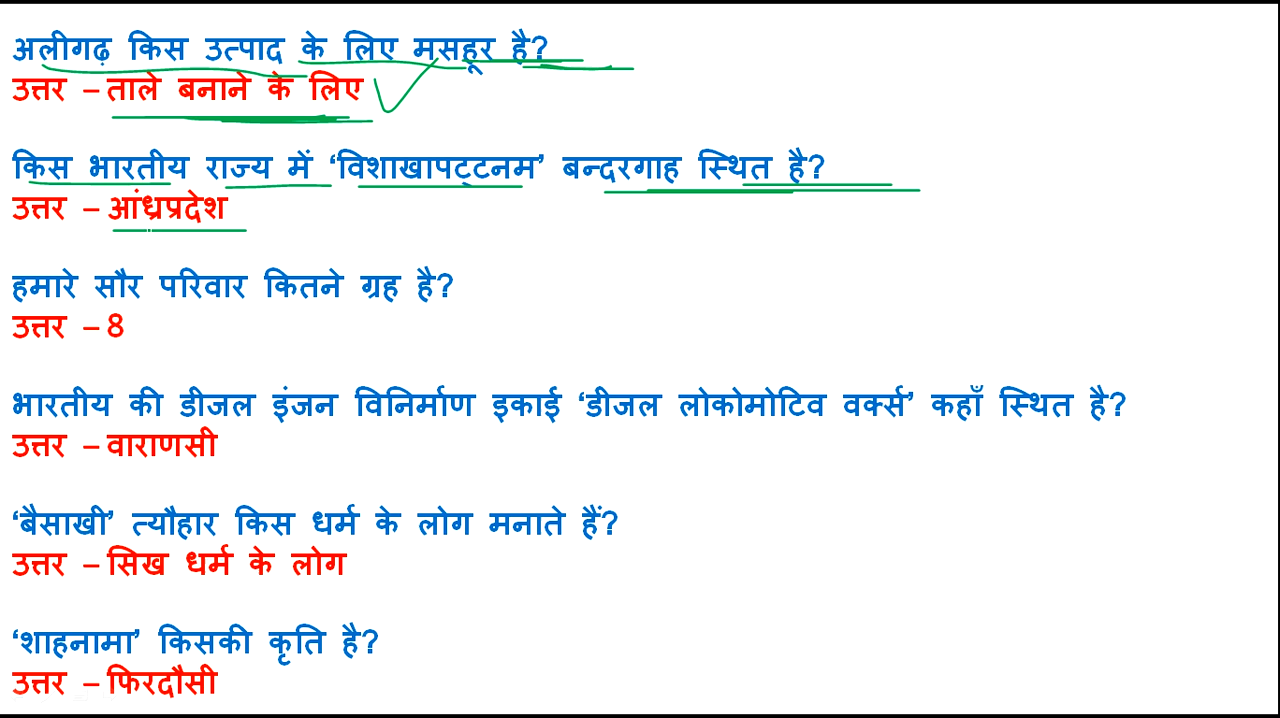 अलीगढ़ किस उत्पाद के लिए मसहूर है?
उत्तर – ताले बनाने के लिए
किस भारतीय राज्य में ‘विशाखापट्टनम’ बन्दरगाह स्थित है?
उत्तर – आंध्रप्रदेश
हमारे सौर परिवार कितने ग्रह है?
उत्तर – 8
भारतीय की डीजल इंजन विनिर्माण इकाई ‘डीजल लोकोमोटिव वर्क्स’ कहाँ स्थित है?
उत्तर – वाराणसी
‘बैसाखी’ त्यौहार किस धर्म के लोग मनाते हैं?
उत्तर – सिख धर्म के लोग
‘शाहनामा’ किसकी कृति है?
उत्तर – फिरदौसी